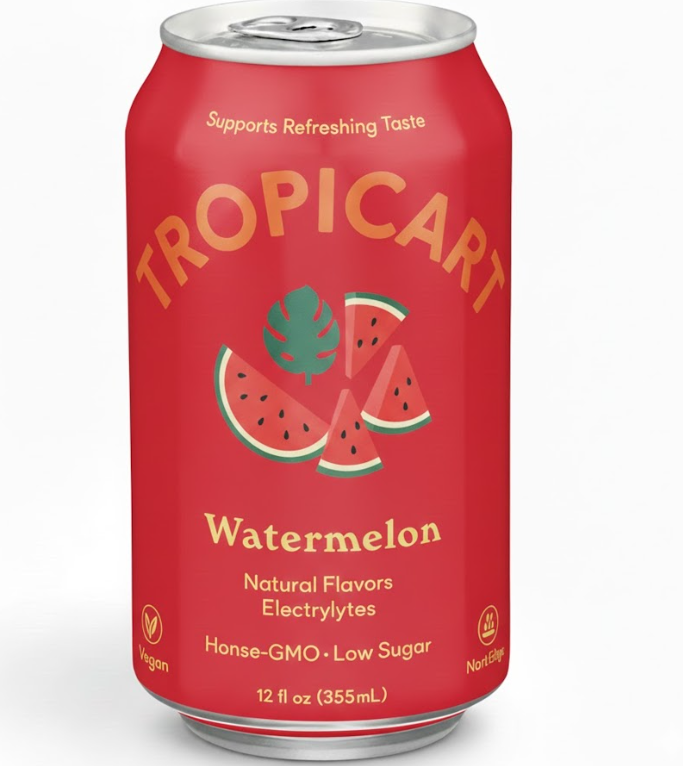 Supports Refreshing Taste
TROPICART
Watermelon
Natural Flavors
Electrylytes
Honse-GMO • Low Sugar
Vegan
12 fl oz (355mL)